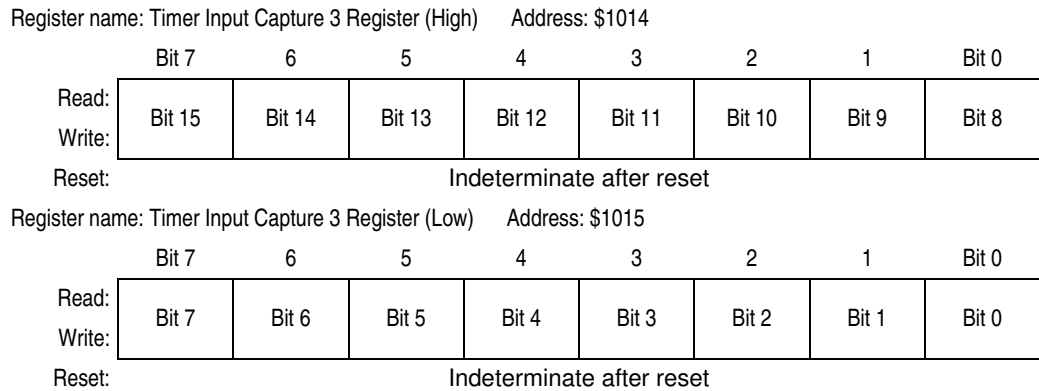 Register name: Timer Input Capture 3 Register (High) Address: $1014
Bit 7 6 5 4 3 2 1 Bit 0
Read:
Bit 15 Bit 14 Bit 13 Bit 12 Bit 11 Bit 10 Bit 9 Bit 8
Write:
Reset: Indeterminate after reset
Register name: Timer Input Capture 3 Register (Low) Address: $1015
Bit 7 6 5 4 3 2 1 Bit 0
Read:
Bit 7 Bit 6 Bit 5 Bit 4 Bit 3 Bit 2 Bit 1 Bit 0
Write:
Reset: Indeterminate after reset